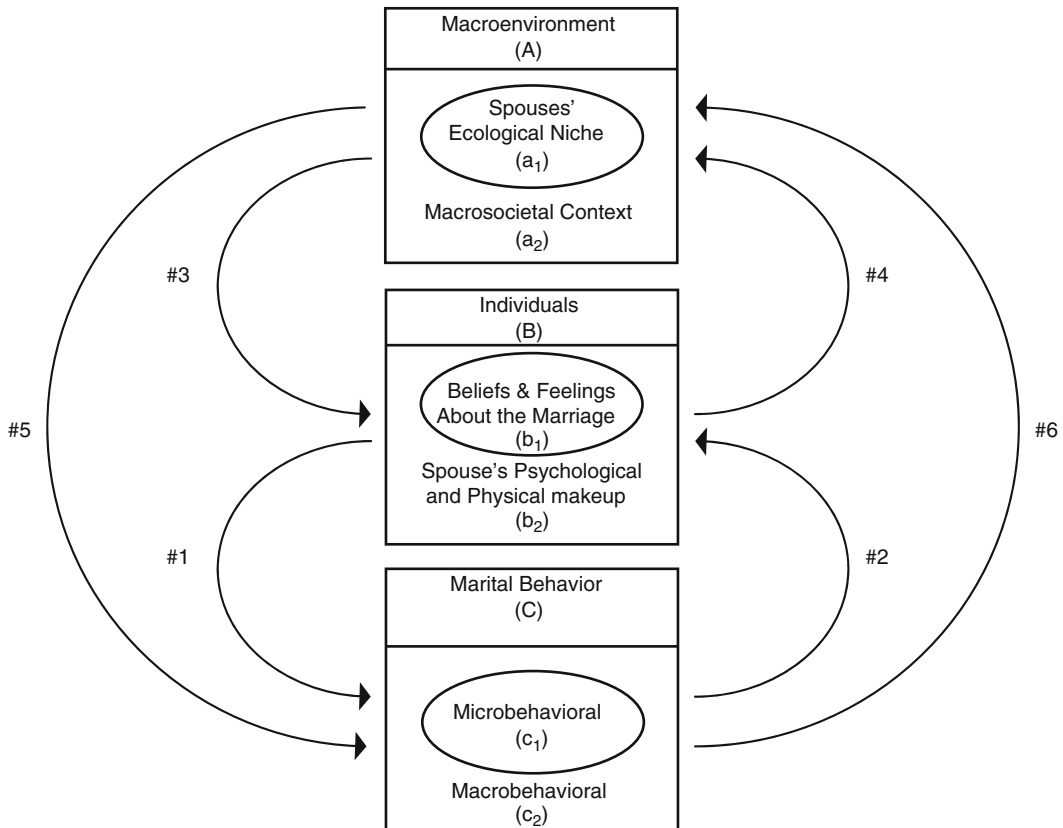 Macroenvironment
(A)
Spouses'
Ecological Niche
(a1)
Macrosocietal Context
(a2)
#3
#4
Individuals
(B)
Beliefs & Feelings
About the Marriage
(b1)
Spouse's Psychological
and Physical makeup
(b2)
#5
#6
#1
#2
Marital Behavior
(C)
Microbehavioral
(c1)
Macrobehavioral
(c2)